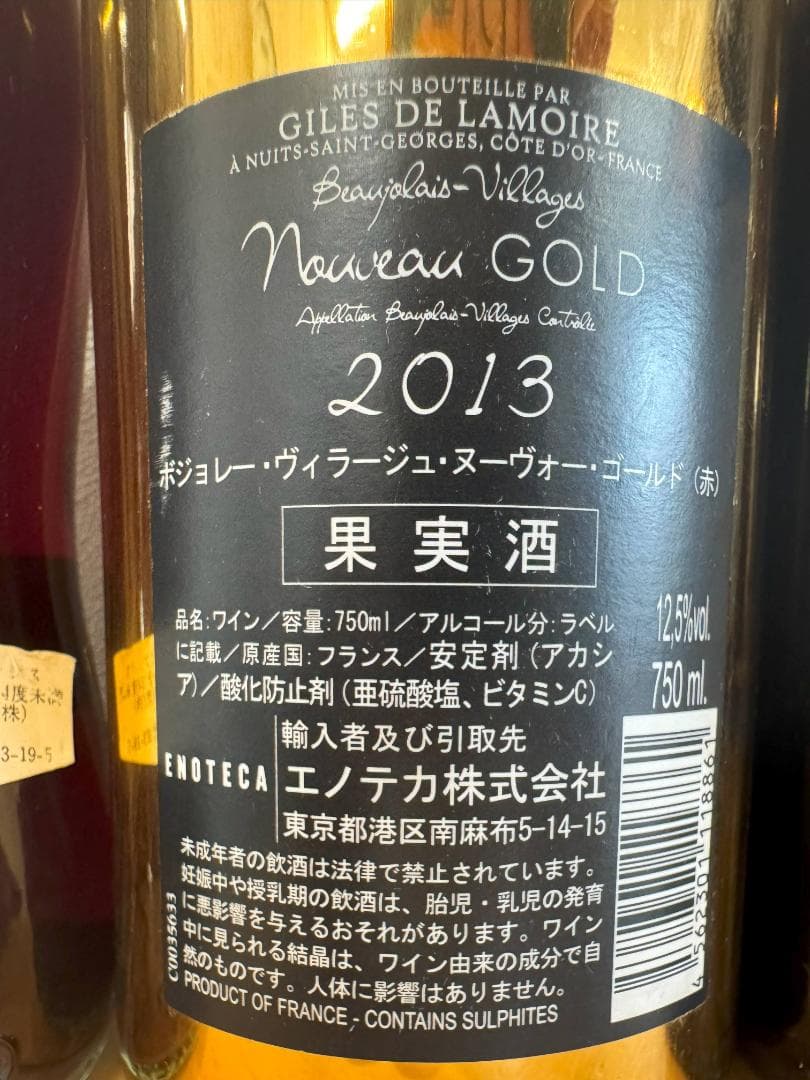 MIS EN BOUTEILLE PAR
GILES DE LAMOIRE
À NUITS-SAINT-GEORGES, CÔTE D'OR-FRANCE
Beaujolais-Villages
Nouveau GOLD
Appellation Beaujolais-Villages Contrôlée
2013
ボジョレー・ヴィラージュ・ヌーヴォー・ゴールド（赤）
果実酒
品名:ワイン／容量:750ml／アルコール分:ラベル
に記載／原産国:フランス／安定剤（アカシ
ア）／酸化防止剤（亜硫酸塩、ビタミンC）
12,5%vol.
750 ml.
ENOTECA
輸入者及び引取先
エノテカ株式会社
東京都港区南麻布5-14-15
未成年者の飲酒は法律で禁止されています。
妊娠中や授乳期の飲酒は、胎児・乳児の発育
に悪影響を与えるおそれがあります。ワイン
中に見られる結晶は、ワイン由来の成分で自
然のものです。人体に影響はありません。
PRODUCT OF FRANCE - CONTAINS SULPHITES
C0035633
4 562301 118861
度未満
株)
3-19-5